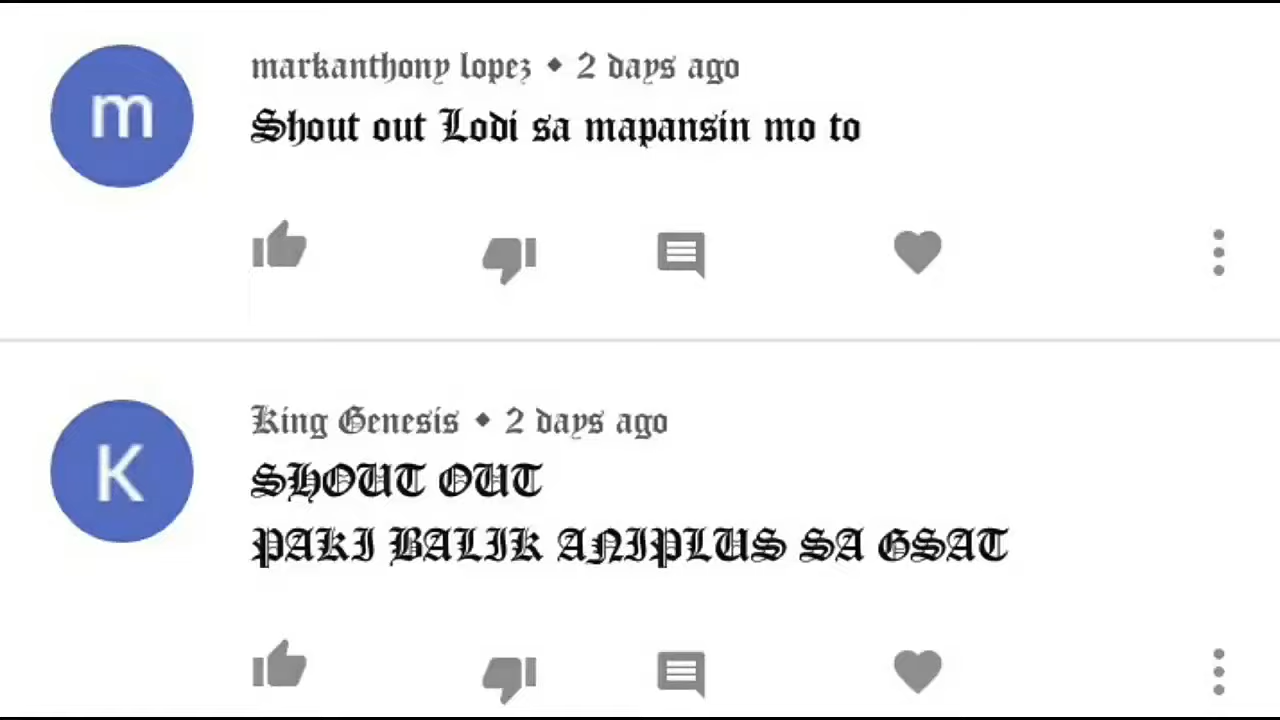 m
markanthony lopez • 2 days ago
Shout out Lodi sa mapansin mo to
K
King Genesis • 2 days ago
SHOUT OUT
PAKI BALIK ANIPLUS SA GSAT